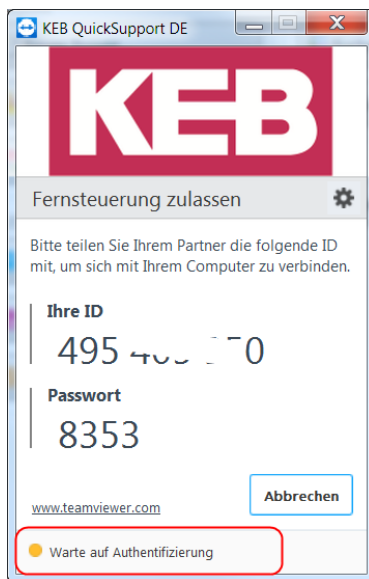 KEB QuickSupport DE
KEB
Fernsteuerung zulassen
Bitte teilen Sie Ihrem Partner die folgende ID
mit, um sich mit Ihrem Computer zu verbinden.
Ihre ID
495
Passwort
8353
Abbrechen
www.teamviewer.com
Warte auf Authentifizierung